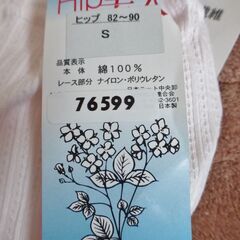 ヒップ 82～90
S
品質表示
本体 綿100%
レース部分 ナイロン・ポリウレタン
76599
日本製